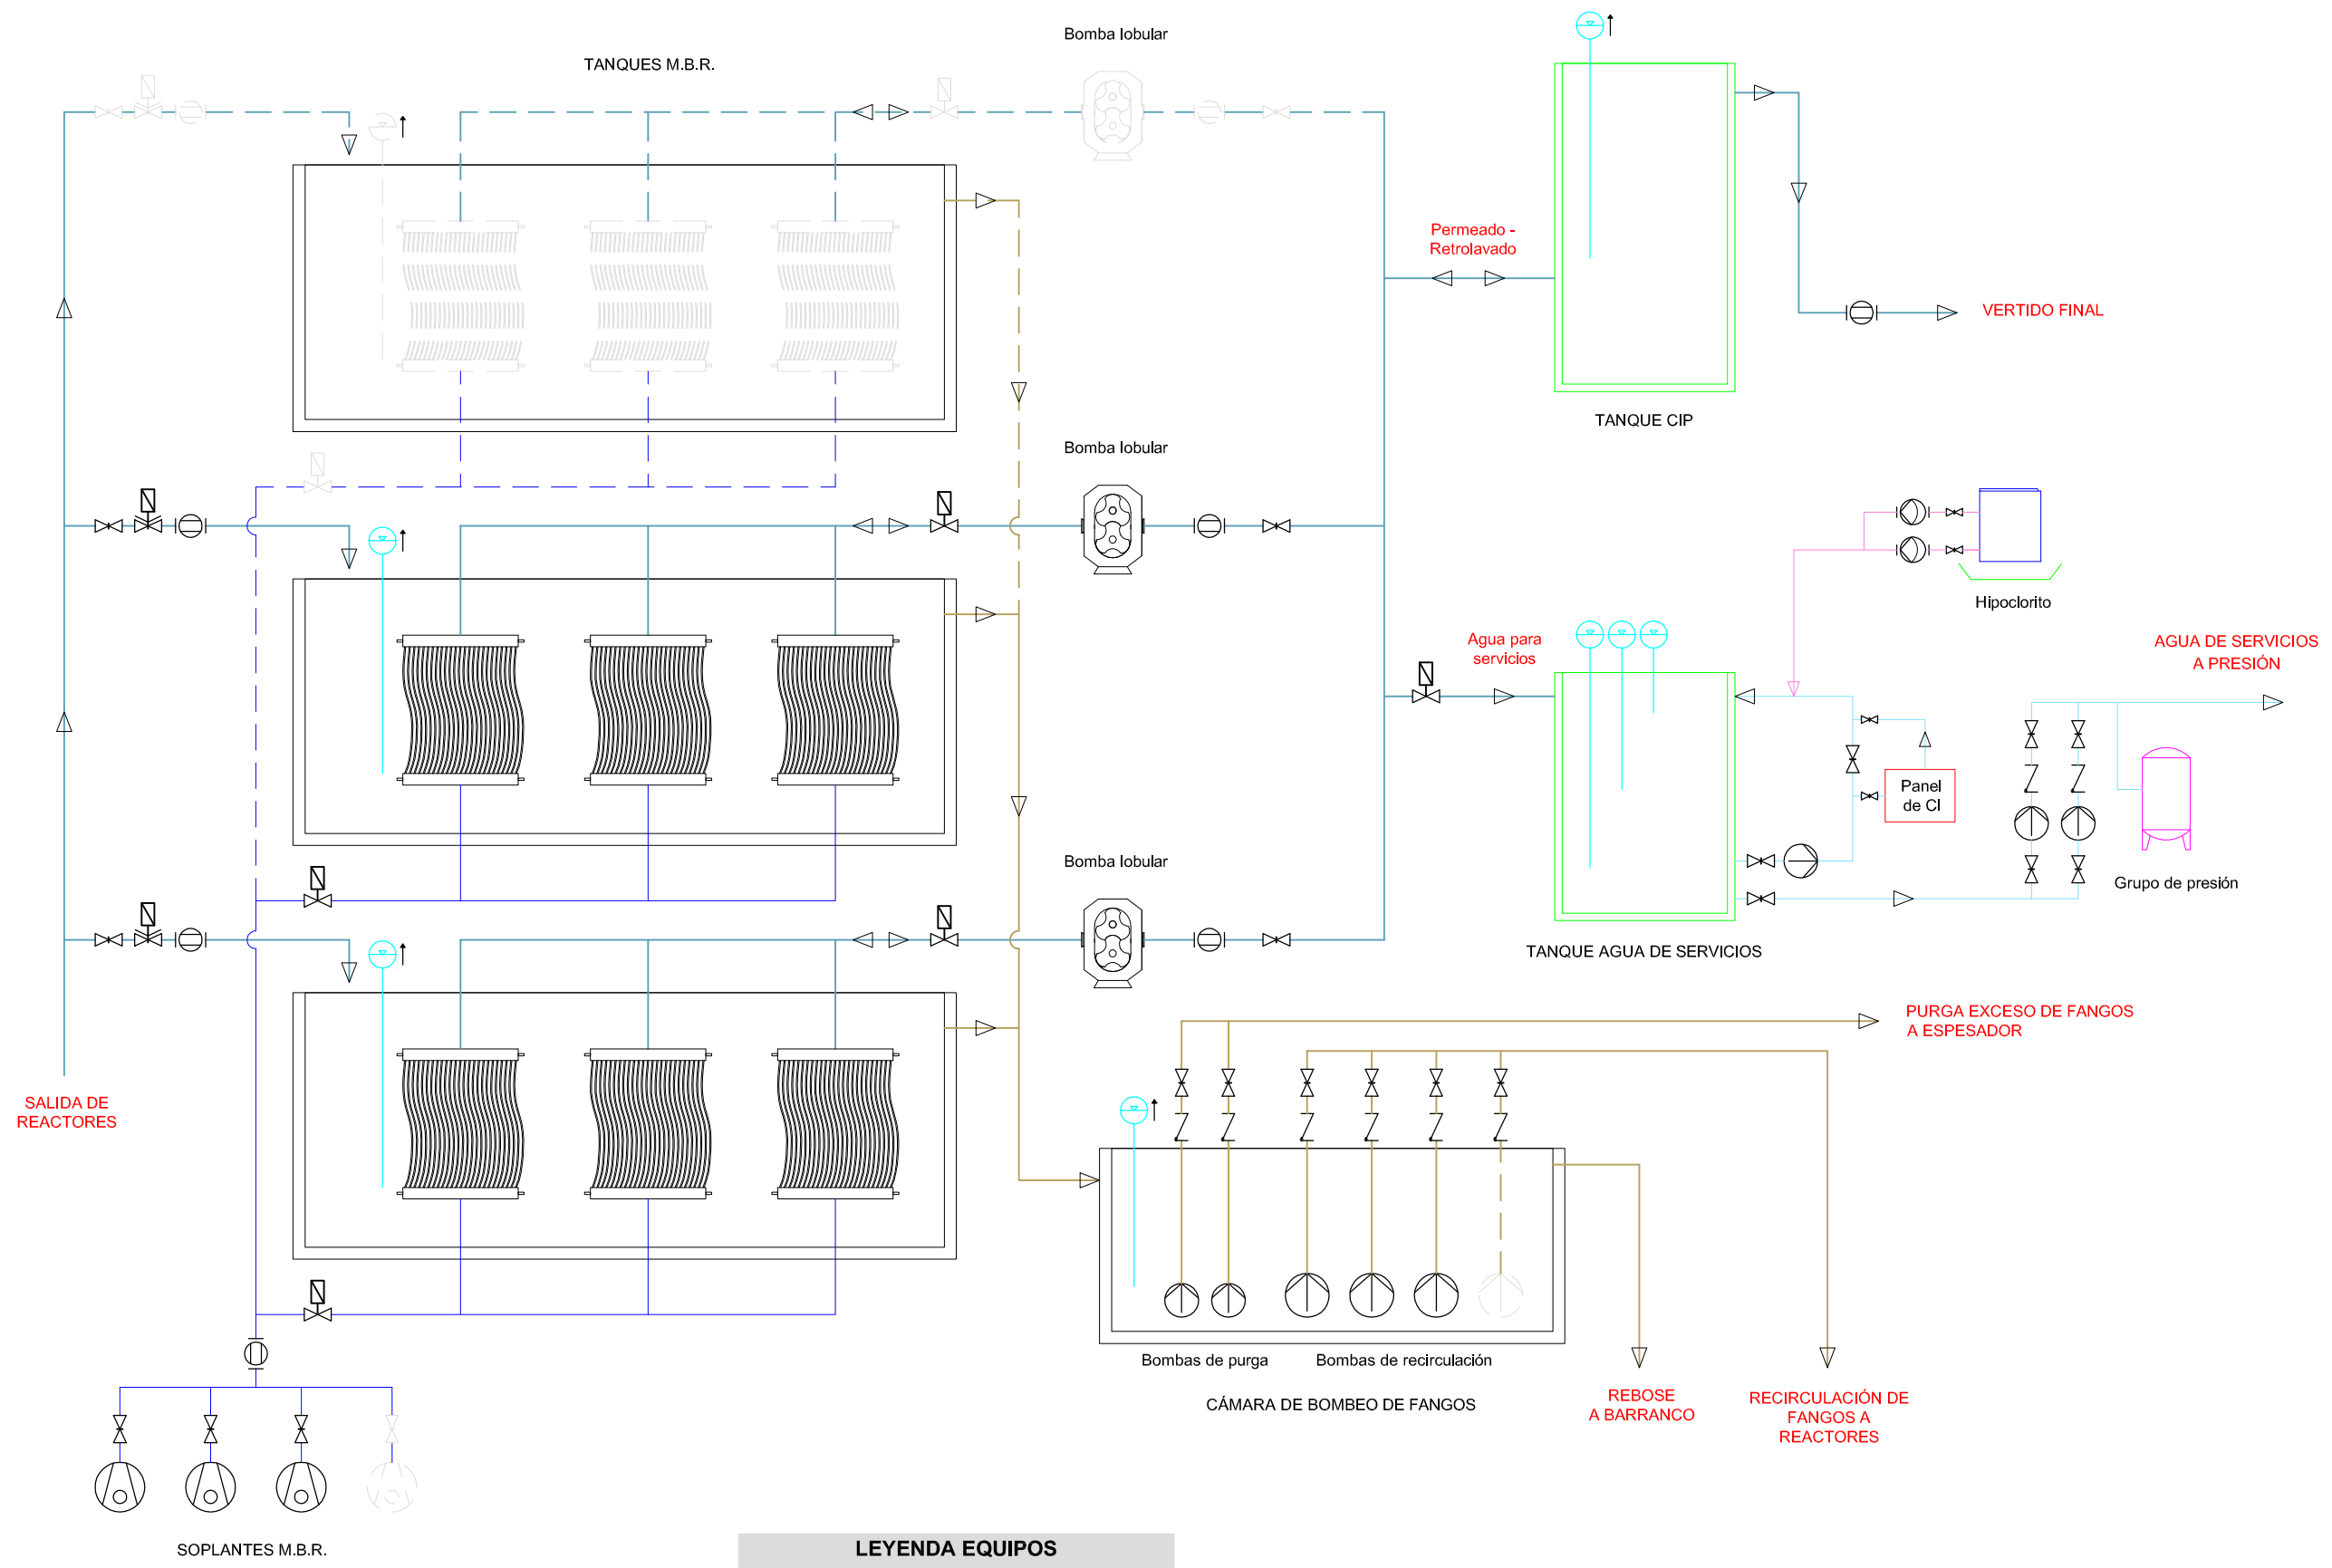 Bomba lobular
TANQUES M.B.R.
Permeado -
Retrolavado
VERTIDO FINAL
TANQUE CIP
Bomba lobular
Hipoclorito
Agua para
servicios
AGUA DE SERVICIOS
A PRESIÓN
Panel
de Cl
Bomba lobular
Grupo de presión
TANQUE AGUA DE SERVICIOS
PURGA EXCESO DE FANGOS
A ESPESADOR
SALIDA DE
REACTORES
Bombas de purga
Bombas de recirculación
CÁMARA DE BOMBEO DE FANGOS
REBOSE
A BARRANCO
RECIRCULACIÓN DE
FANGOS A
REACTORES
SOPLANTES M.B.R.
LEYENDA EQUIPOS